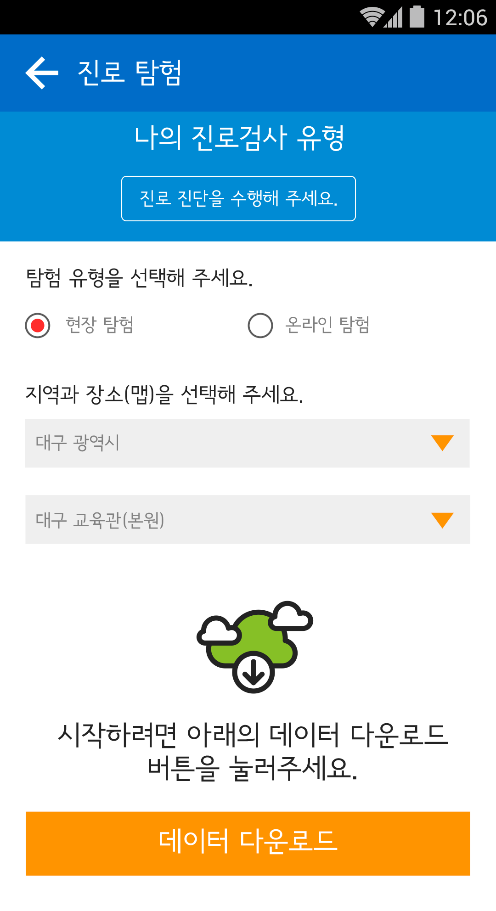 12:06
진로 탐험
나의 진로검사 유형
진로 진단을 수행해 주세요.
탐험 유형을 선택해 주세요.
현장 탐험
온라인 탐험
지역과 장소(맵)을 선택해 주세요.
대구 광역시
대구 교육관(본원)
시작하려면 아래의 데이터 다운로드
버튼을 눌러주세요.
데이터 다운로드